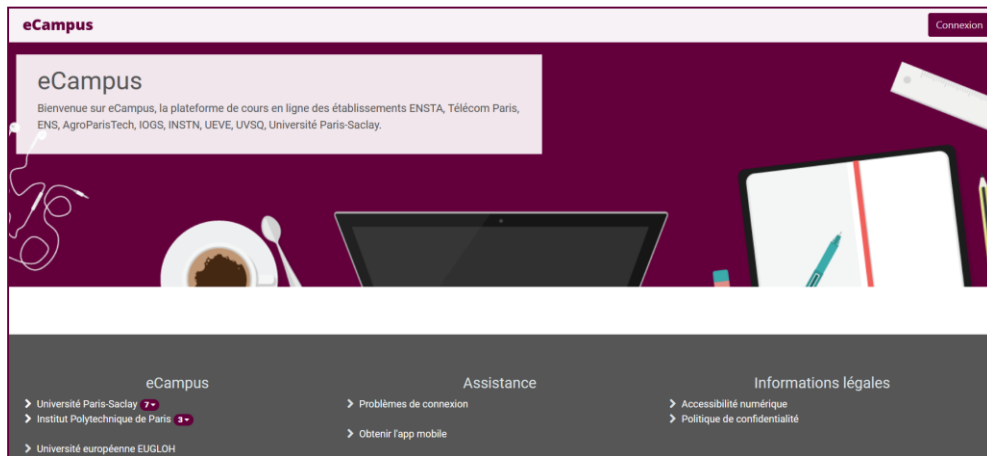 eCampus
Connexion
eCampus
Bienvenue sur eCampus, la plateforme de cours en ligne des établissements ENSTA, Télécom Paris,
ENS, AgroParisTech, IOGS, INSTN, UEVE, UVSQ, Université Paris-Saclay.
eCampus
Université Paris-Saclay 7
Institut Polytechnique de Paris 3
Université européenne EUGLOH
Assistance
Problèmes de connexion
Obtenir l'app mobile
Informations légales
Accessibilité numérique
Politique de confidentialité